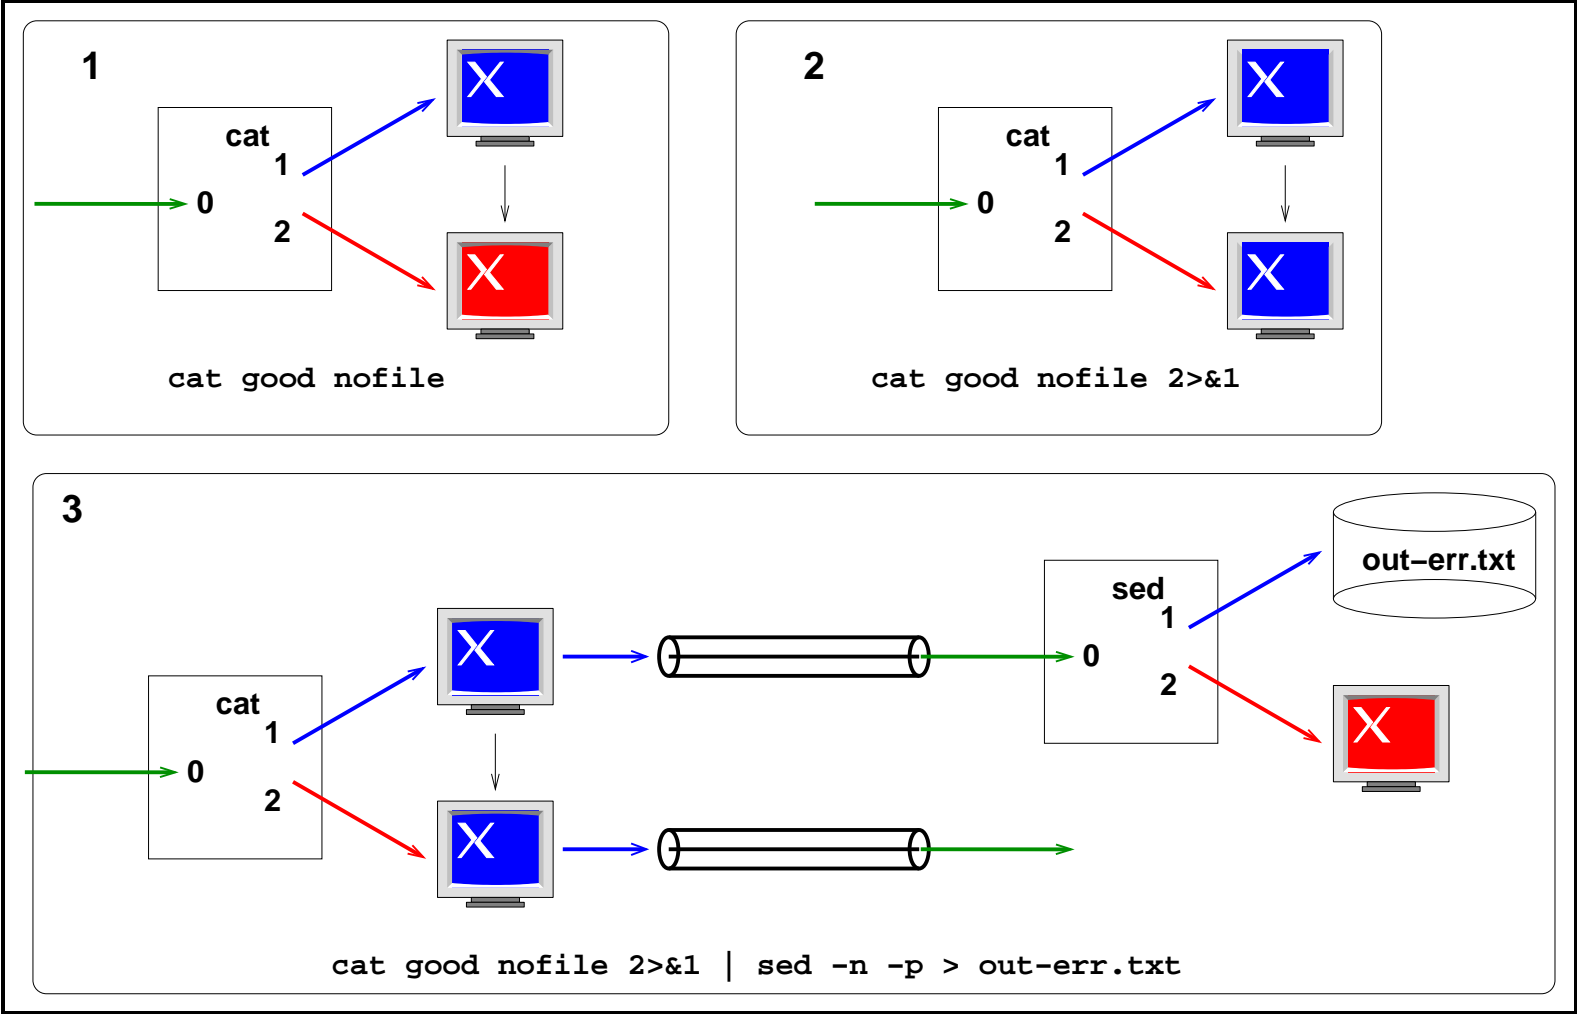 1
cat
1
0
2
X
X
cat good nofile
2
cat
1
0
2
X
X
cat good nofile 2>&1
3
cat
1
0
2
X
X
sed
1
0
2
out−err.txt
X
cat good nofile 2>&1 | sed −n −p > out−err.txt